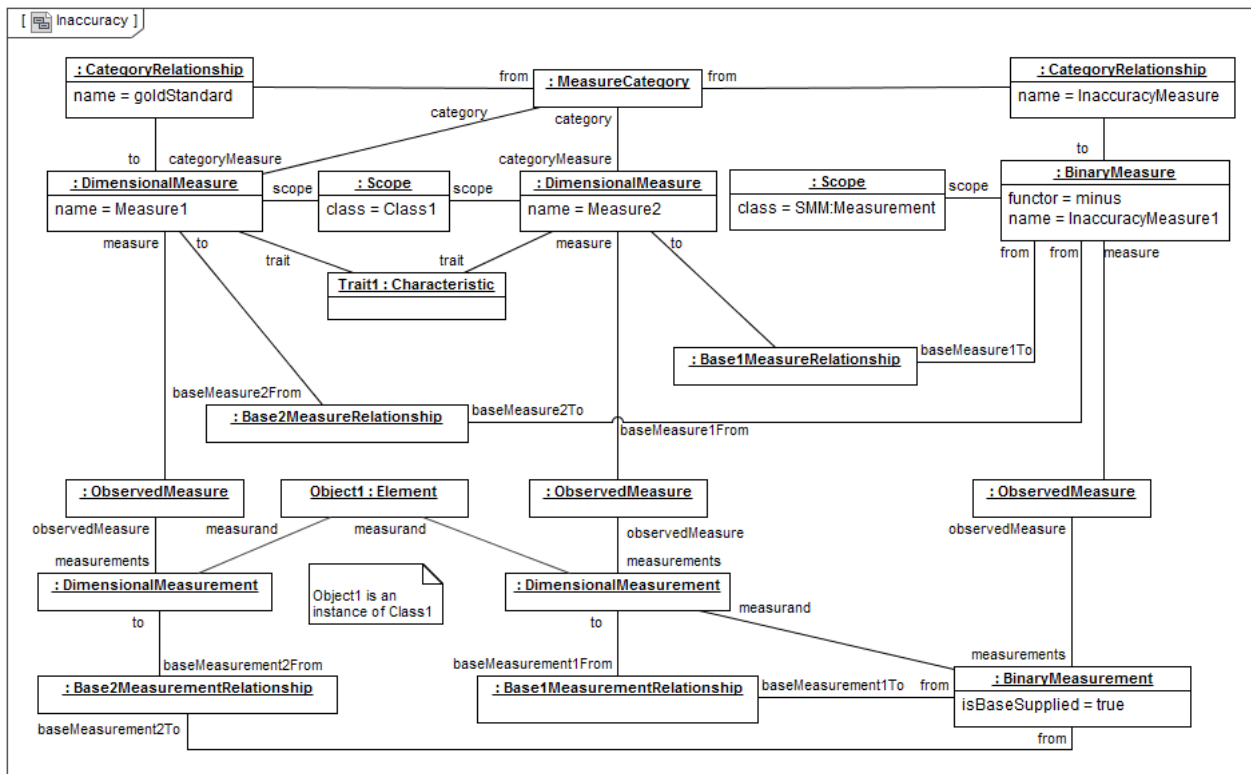 [ Inaccuracy ]
: CategoryRelationship
name = goldStandard
from
: MeasureCategory
from
: CategoryRelationship
name = InaccuracyMeasure
category
category
to
categoryMeasure
categoryMeasure
to
: DimensionalMeasure
name = Measure1
scope
: Scope
class = Class1
scope
: DimensionalMeasure
name = Measure2
: Scope
class = SMM:Measurement
scope
: BinaryMeasure
functor = minus
name = InaccuracyMeasure1
measure
to
trait
trait
measure
to
from
from
measure
Trait1 : Characteristic
: Base1MeasureRelationship
baseMeasure1To
baseMeasure2From
: Base2MeasureRelationship
baseMeasure2To
baseMeasure1From
: ObservedMeasure
Object1 : Element
: ObservedMeasure
: ObservedMeasure
observedMeasure
measurand
measurand
observedMeasure
observedMeasure
measurements
measurements
: DimensionalMeasurement
Object1 is an
instance of Class1
: DimensionalMeasurement
measurand
to
to
baseMeasurement2From
baseMeasurement1From
measurements
: Base2MeasurementRelationship
: Base1MeasurementRelationship
baseMeasurement1To
from
: BinaryMeasurement
isBaseSupplied = true
baseMeasurement2To
from